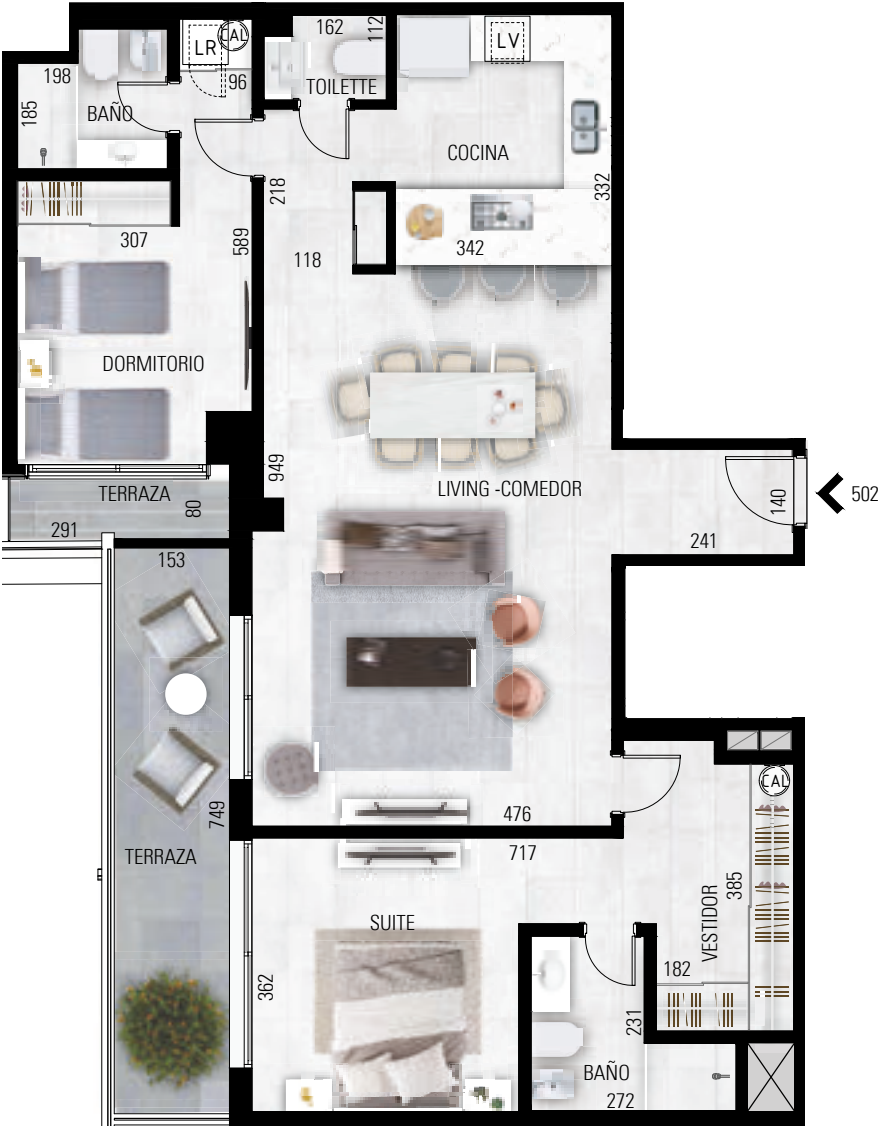 162
112
LR
CAL
LV
198
96
TOILETTE
185
BAÑO
COCINA
218
332
307
589
118
342
DORMITORIO
949
LIVING -COMEDOR
TERRAZA
80
140
502
291
241
153
749
476
717
CAL
TERRAZA
385
SUITE
VESTIDOR
182
362
231
BAÑO
272